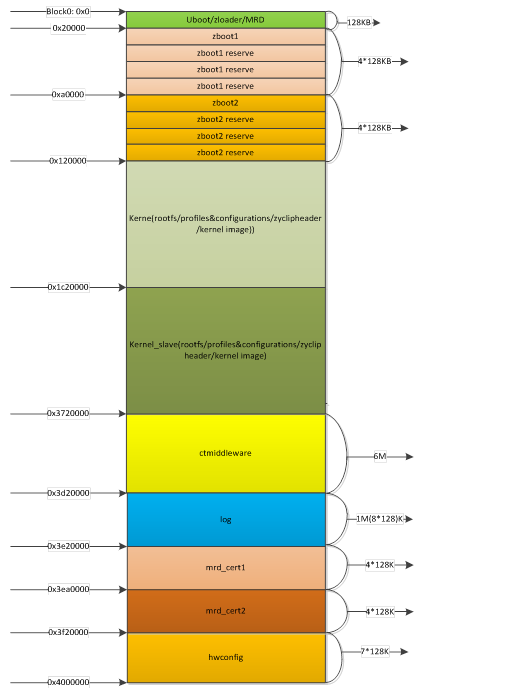 Block0: 0x0
Uboot/zloader/MRD
128KB
0x20000
zboot1
zboot1 reserve
zboot1 reserve
zboot1 reserve
4*128KB
0xa0000
zboot2
zboot2 reserve
zboot2 reserve
zboot2 reserve
4*128KB
0x120000
Kerne(rootfs/profiles&configurations/zyclipheader
/kernel image))
0x1c20000
Kernel_slave(rootfs/profiles&configurations/zyclip
header/kernel image)
0x3720000
ctmiddleware
6M
0x3d20000
log
1M(8*128)K
0x3e20000
mrd_cert1
4*128K
0x3ea0000
mrd_cert2
4*128K
0x3f20000
hwconfig
7*128K
0x4000000